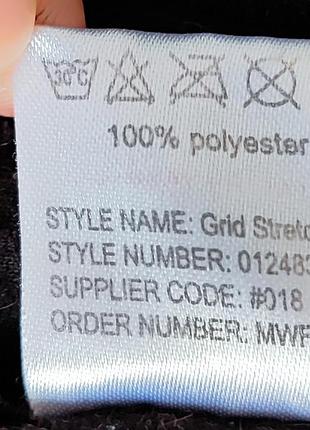 30°C
100% polyester
STYLE NAME: Grid Stretc
STYLE NUMBER: 012483
SUPPLIER CODE: #018
ORDER NUMBER: MWF